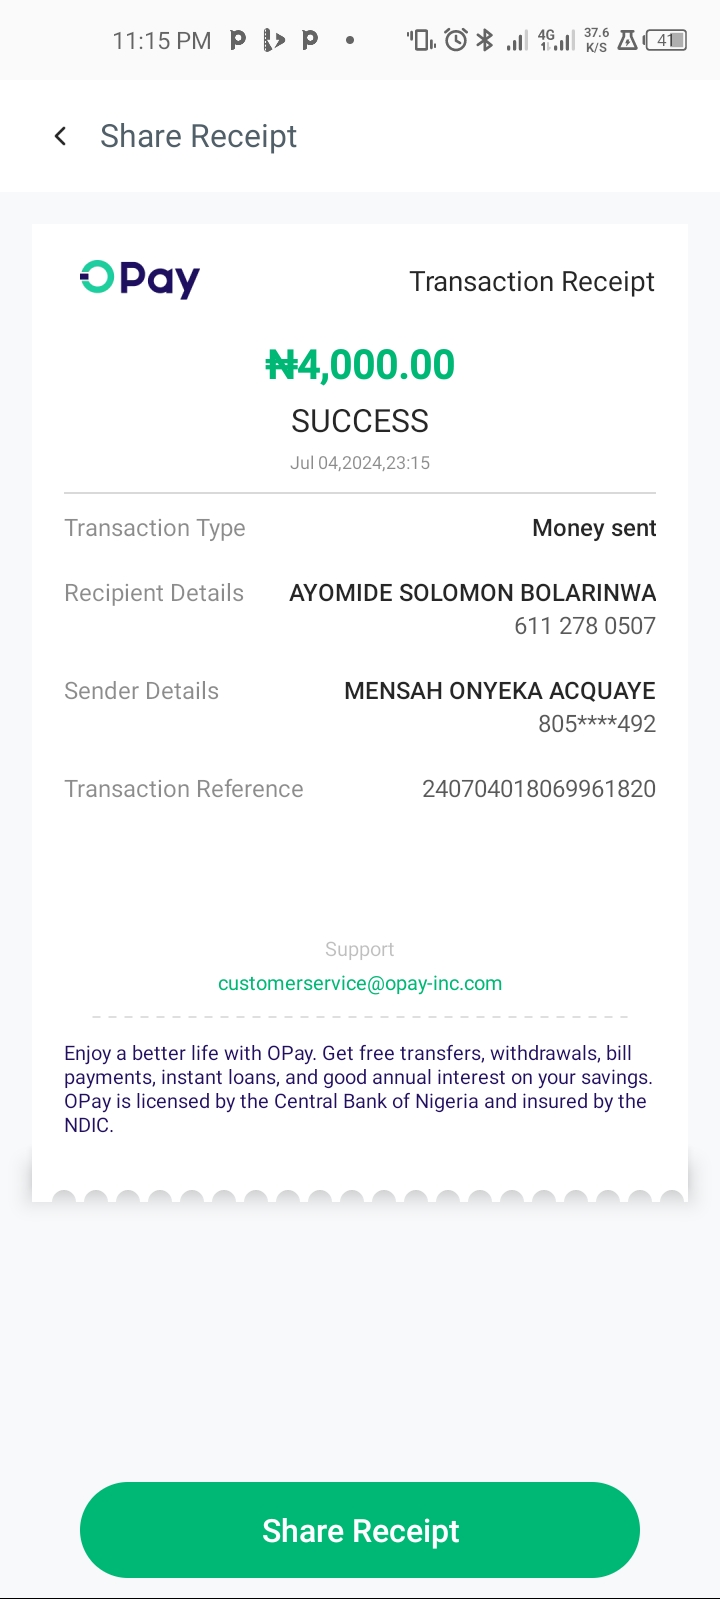 11:15 PM
4G
37.6
K/S
41
Share Receipt
OPay
Transaction Receipt
₦4,000.00
SUCCESS
Jul 04,2024,23:15
Transaction Type Money sent
Recipient Details AYOMIDE SOLOMON BOLARINWA
611 278 0507
Sender Details MENSAH ONYEKA ACQUAYE
805****492
Transaction Reference 240704018069961820
Support
customerservice@opay-inc.com
Enjoy a better life with OPay. Get free transfers, withdrawals, bill
payments, instant loans, and good annual interest on your savings.
OPay is licensed by the Central Bank of Nigeria and insured by the
NDIC.
Share Receipt